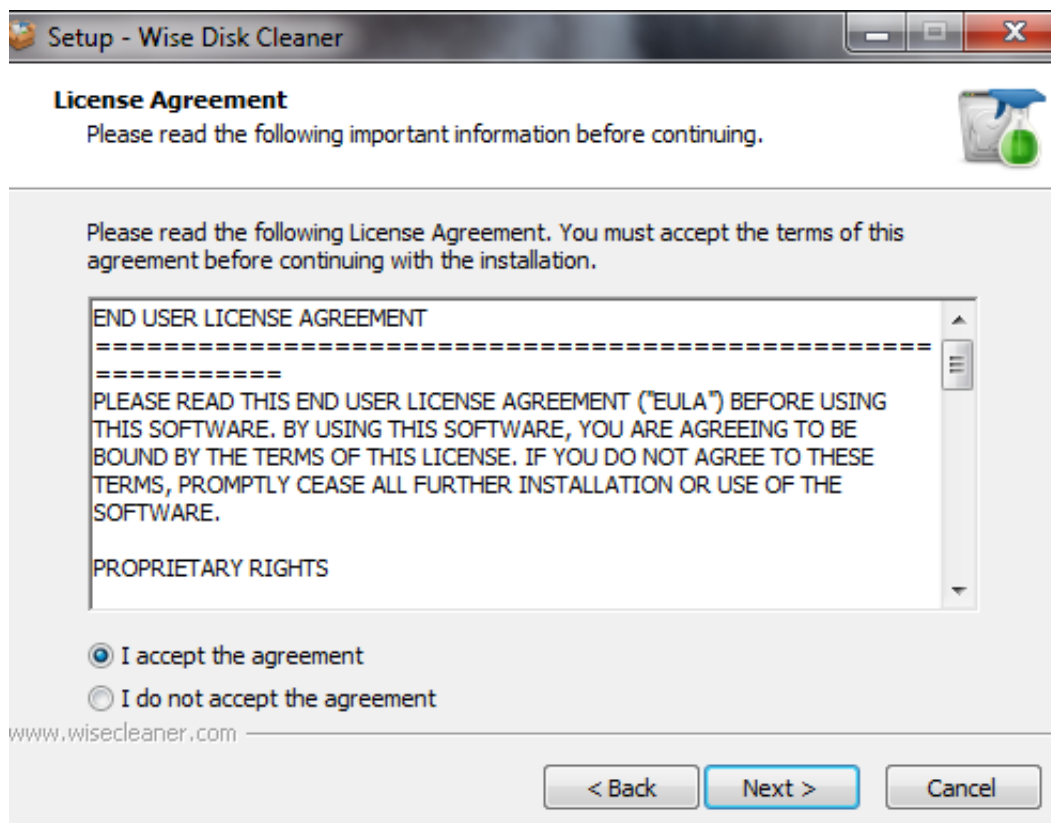 Setup - Wise Disk Cleaner
License Agreement
Please read the following important information before continuing.
Please read the following License Agreement. You must accept the terms of this
agreement before continuing with the installation.
END USER LICENSE AGREEMENT
=================================================
===========
PLEASE READ THIS END USER LICENSE AGREEMENT ("EULA") BEFORE USING
THIS SOFTWARE. BY USING THIS SOFTWARE, YOU ARE AGREEING TO BE
BOUND BY THE TERMS OF THIS LICENSE. IF YOU DO NOT AGREE TO THESE
TERMS, PROMPTLY CEASE ALL FURTHER INSTALLATION OR USE OF THE
SOFTWARE.
PROPRIETARY RIGHTS
I accept the agreement
I do not accept the agreement
www.wisecleaner.com
< Back Next > Cancel